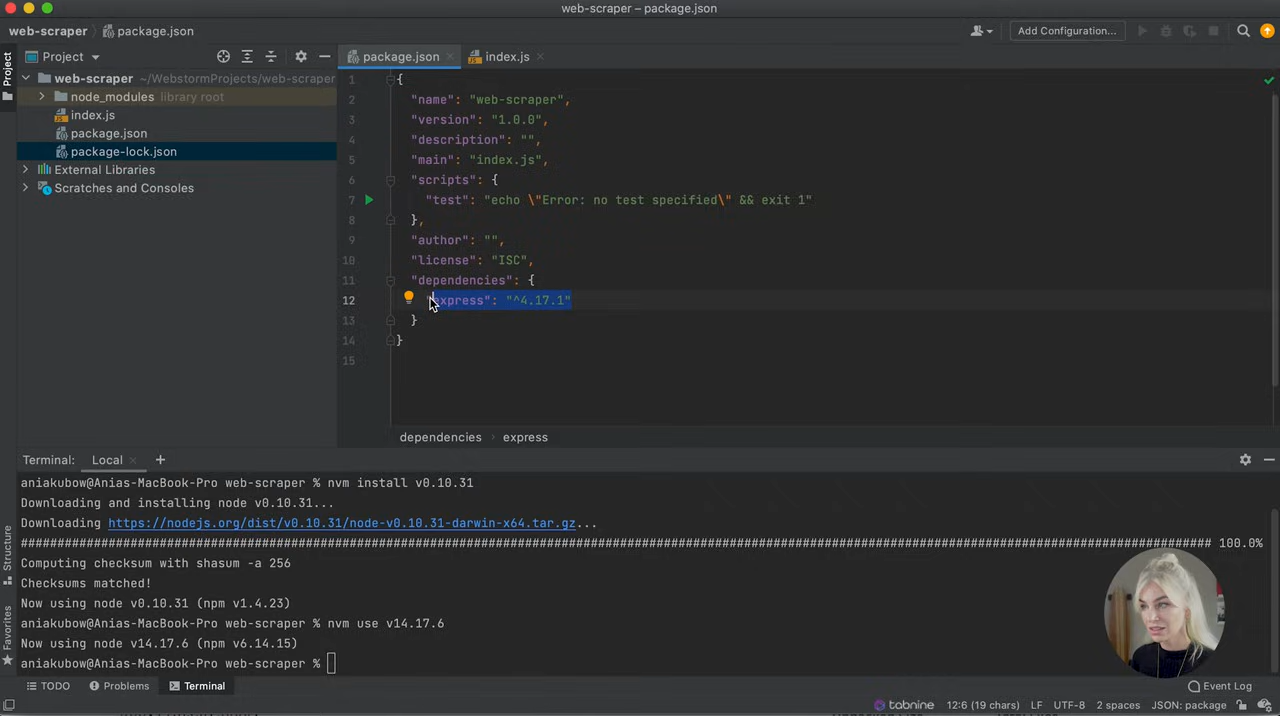 web-scraper – package.json
web-scraper
package.json
Add Configuration...
Project
Project
package.json
index.js
web-scraper ~/WebstormProjects/web-scraper
node_modules library root
index.js
package.json
package-lock.json
External Libraries
Scratches and Consoles
1 {
2 "name": "web-scraper",
3 "version": "1.0.0",
4 "description": "",
5 "main": "index.js",
6 "scripts": {
7 "test": "echo \"Error: no test specified\" && exit 1"
8 },
9 "author": "",
10 "license": "ISC",
11 "dependencies": {
12 "express": "^4.17.1"
13 }
14 }
15
dependencies > express
Terminal: Local
Structure
Favorites
aniakubow@Anias-MacBook-Pro web-scraper % nvm install v0.10.31
Downloading and installing node v0.10.31...
Downloading https://nodejs.org/dist/v0.10.31/node-v0.10.31-darwin-x64.tar.gz...
######################################################################################################################################################################## 100.0%
Computing checksum with shasum -a 256
Checksums matched!
Now using node v0.10.31 (npm v1.4.23)
aniakubow@Anias-MacBook-Pro web-scraper % nvm use v14.17.6
Now using node v14.17.6 (npm v6.14.15)
aniakubow@Anias-MacBook-Pro web-scraper %
TODO
Problems
Terminal
Event Log
tabnine
12:6 (19 chars)
LF
UTF-8
2 spaces
JSON: package